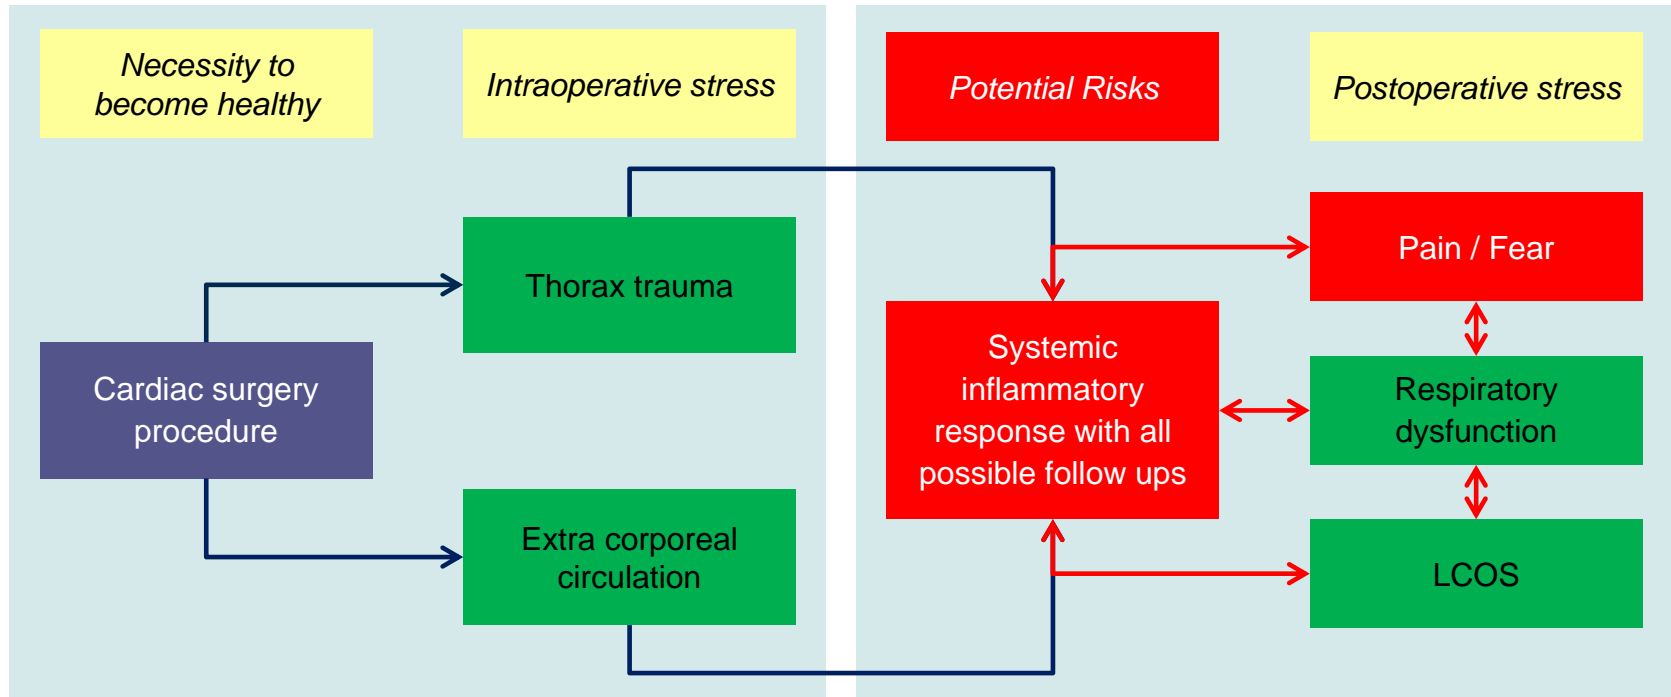 Necessity to
become healthy
Intraoperative stress
Potential Risks
Postoperative stress
Thorax trauma
Pain / Fear
Cardiac surgery
procedure
Systemic
inflammatory
response with all
possible follow ups
Respiratory
dysfunction
Extra corporeal
circulation
LCOS